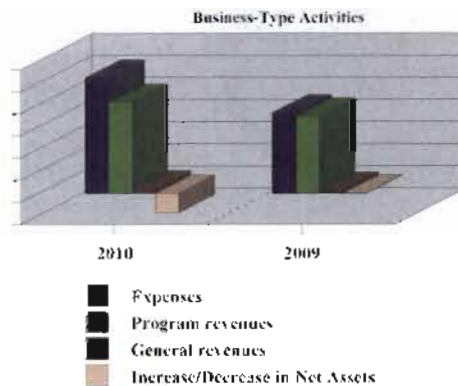 Business-Type Activities
2010
2009
Expenses
Program revenues
General revenues
Increase/Decrease in Net Assets